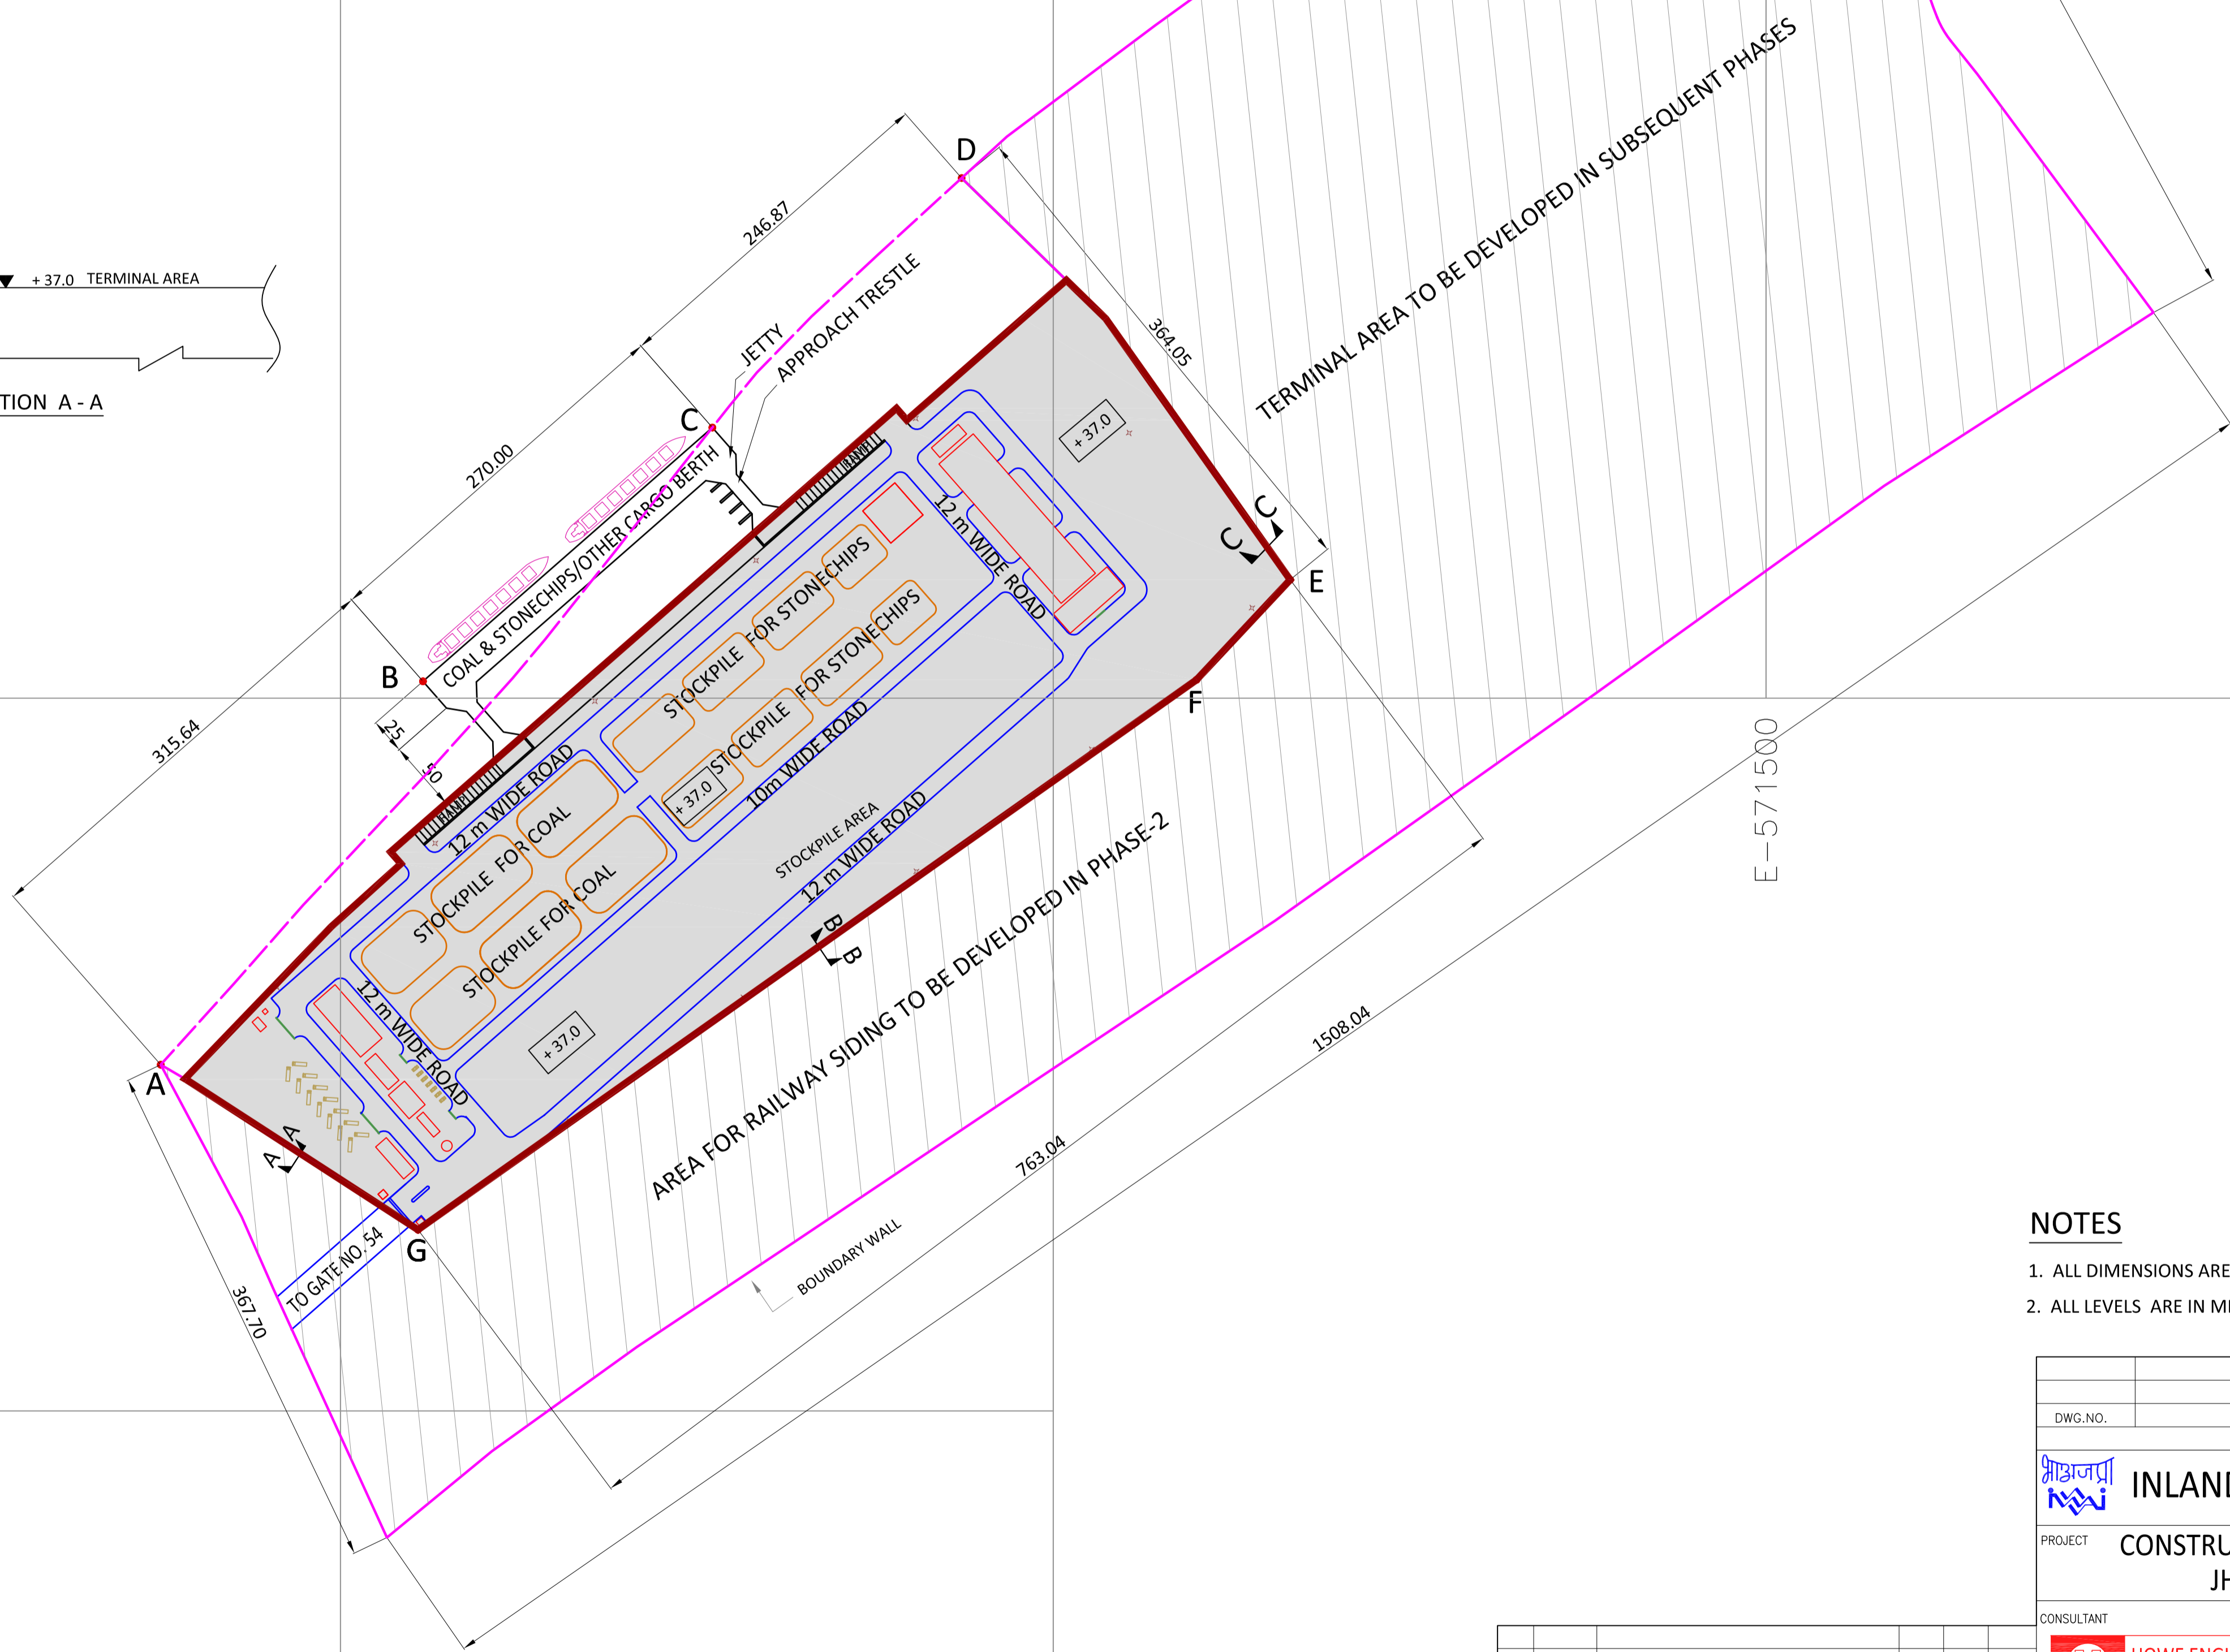 + 37.0 TERMINAL AREA
TION A - A
TERMINAL AREA TO BE DEVELOPED IN SUBSEQUENT PHASES
D
246.87
364.05
JETTY
APPROACH TRESTLE
C
270.00
COAL & STONECHIPS/OTHER CARGO BERTH
B
25
50
315.64
RAMP
RAMP
+ 37.0
12 m WIDE ROAD
C
C
E
F
STOCKPILE FOR STONECHIPS
STOCKPILE FOR STONECHIPS
10m WIDE ROAD
+ 37.0
12 m WIDE ROAD
STOCKPILE FOR COAL
STOCKPILE FOR COAL
STOCKPILE AREA
12 m WIDE ROAD
B
B
12 m WIDE ROAD
+ 37.0
A
A
A
G
TO GATE NO. 54
367.70
AREA FOR RAILWAY SIDING TO BE DEVELOPED IN PHASE-2
BOUNDARY WALL
763.04
1508.04
E-571500
NOTES
1. ALL DIMENSIONS ARE
2. ALL LEVELS ARE IN M
DWG.NO.
भाअजप्रा
iwai
INLAND
PROJECT
CONSTRU
JH
CONSULTANT